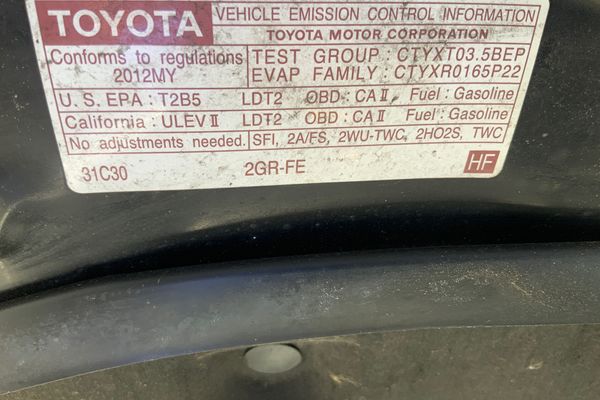 TOYOTA
VEHICLE EMISSION CONTROL INFORMATION
TOYOTA MOTOR CORPORATION
Conforms to regulations
2012MY
TEST GROUP : CTYXT03.5BEP
EVAP FAMILY : CTYXR0165P22
U.S. EPA : T2B5 LDT2 OBD: CA II Fuel : Gasoline
California : ULEV II LDT2 OBD: CA II Fuel : Gasoline
No adjustments needed. SFI, 2A/FS, 2WU-TWC, 2HO2S, TWC
31C30 2GR-FE HF